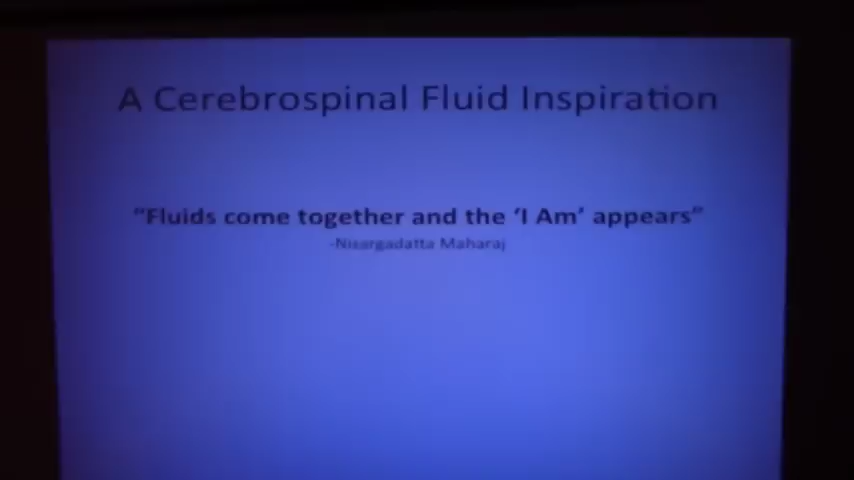 A Cerebrospinal Fluid Inspiration
“Fluids come together and the ‘I Am’ appears”
-Nisargadatta Maharaj